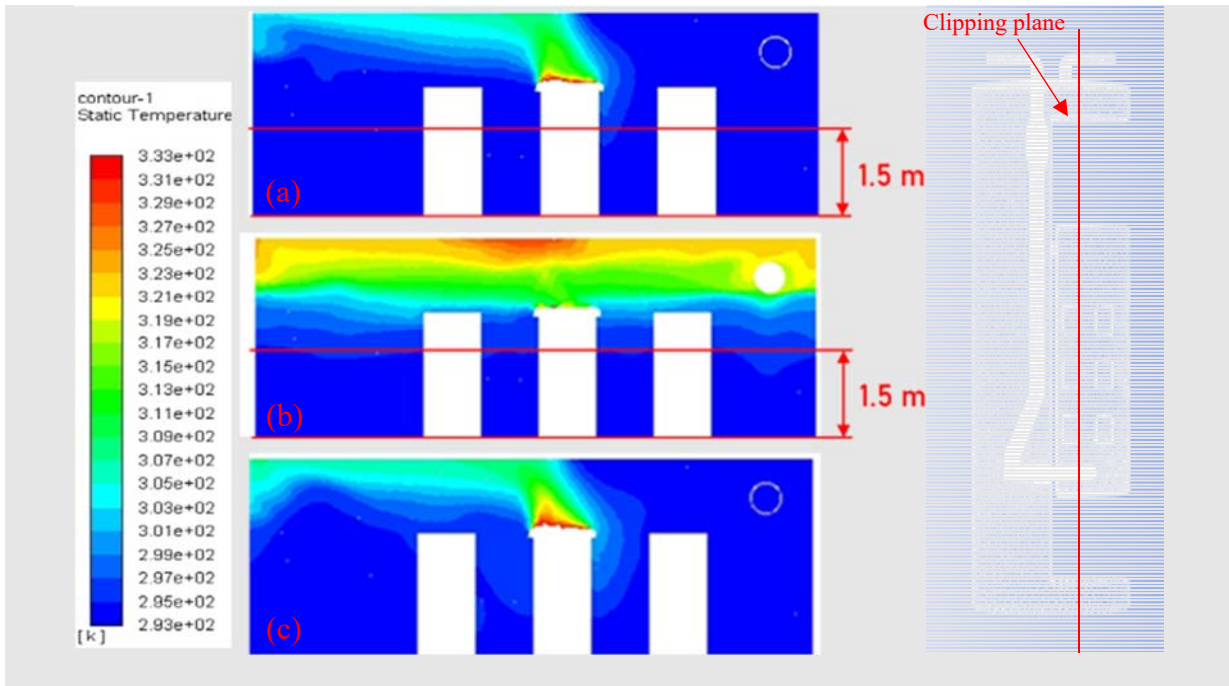 Clipping plane
contour-1
Static Temperature
3.33e+02
3.31e+02
3.29e+02
3.27e+02
3.25e+02
3.23e+02
3.21e+02
3.19e+02
3.17e+02
3.15e+02
3.13e+02
3.11e+02
3.09e+02
3.07e+02
3.05e+02
3.03e+02
3.01e+02
2.99e+02
2.97e+02
2.95e+02
2.93e+02
[k]
(a)
1.5 m
(b)
1.5 m
(c)